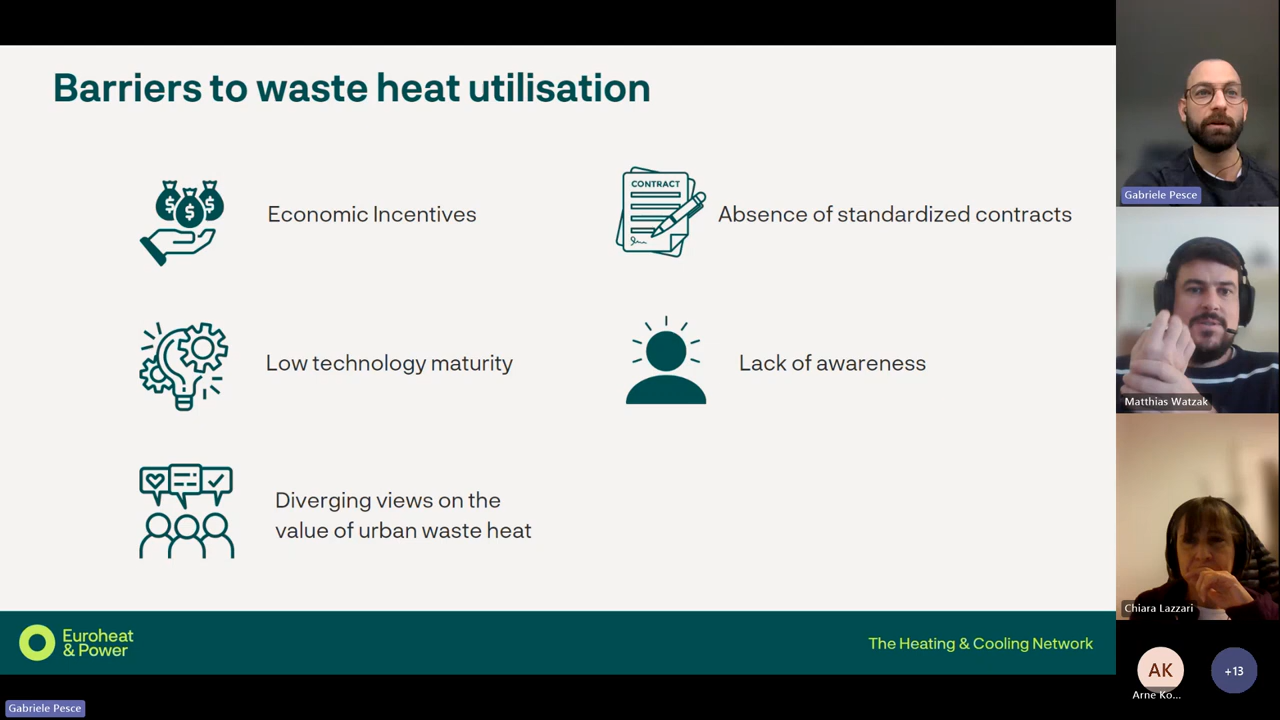 Barriers to waste heat utilisation
Economic Incentives
CONTRACT
Absence of standardized contracts
Low technology maturity
Lack of awareness
Diverging views on the
value of urban waste heat
Euroheat
& Power
The Heating & Cooling Network
Gabriele Pesce
Gabriele Pesce
Matthias Watzak
Chiara Lazzari
AK
Arne Ko...
+13